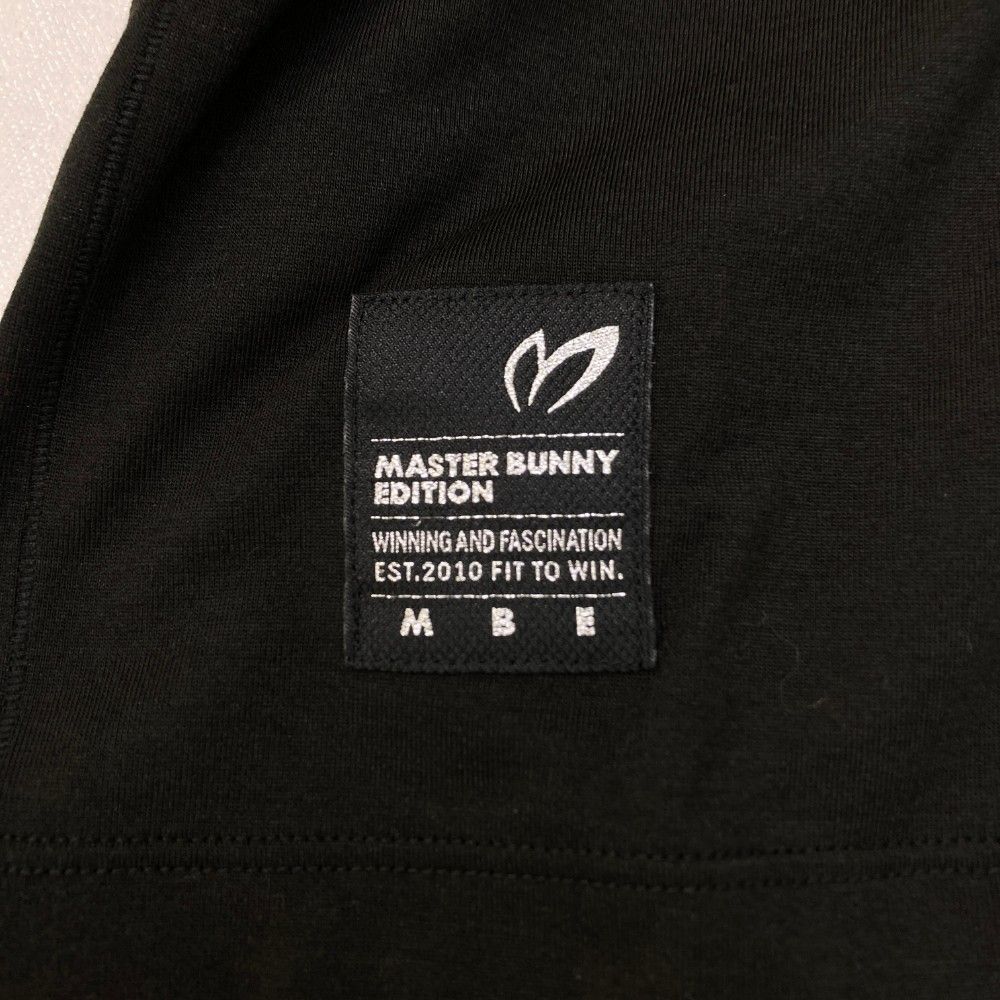 MASTER BUNNY
EDITION
WINNING AND FASCINATION
EST.2010 FIT TO WIN.
M B E